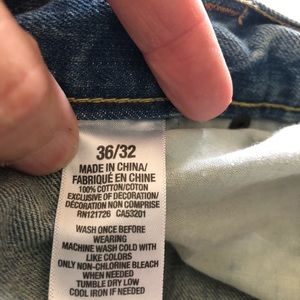 36/32
MADE IN CHINA/
FABRIQUÉ EN CHINE
100% COTTON/COTON
EXCLUSIVE OF DECORATION/
DÉCORATION NON COMPRISE
RN121726 CA53201
WASH ONCE BEFORE
WEARING
MACHINE WASH COLD WITH
LIKE COLORS
ONLY NON-CHLORINE BLEACH
WHEN NEEDED
TUMBLE DRY LOW
COOL IRON IF NEEDED